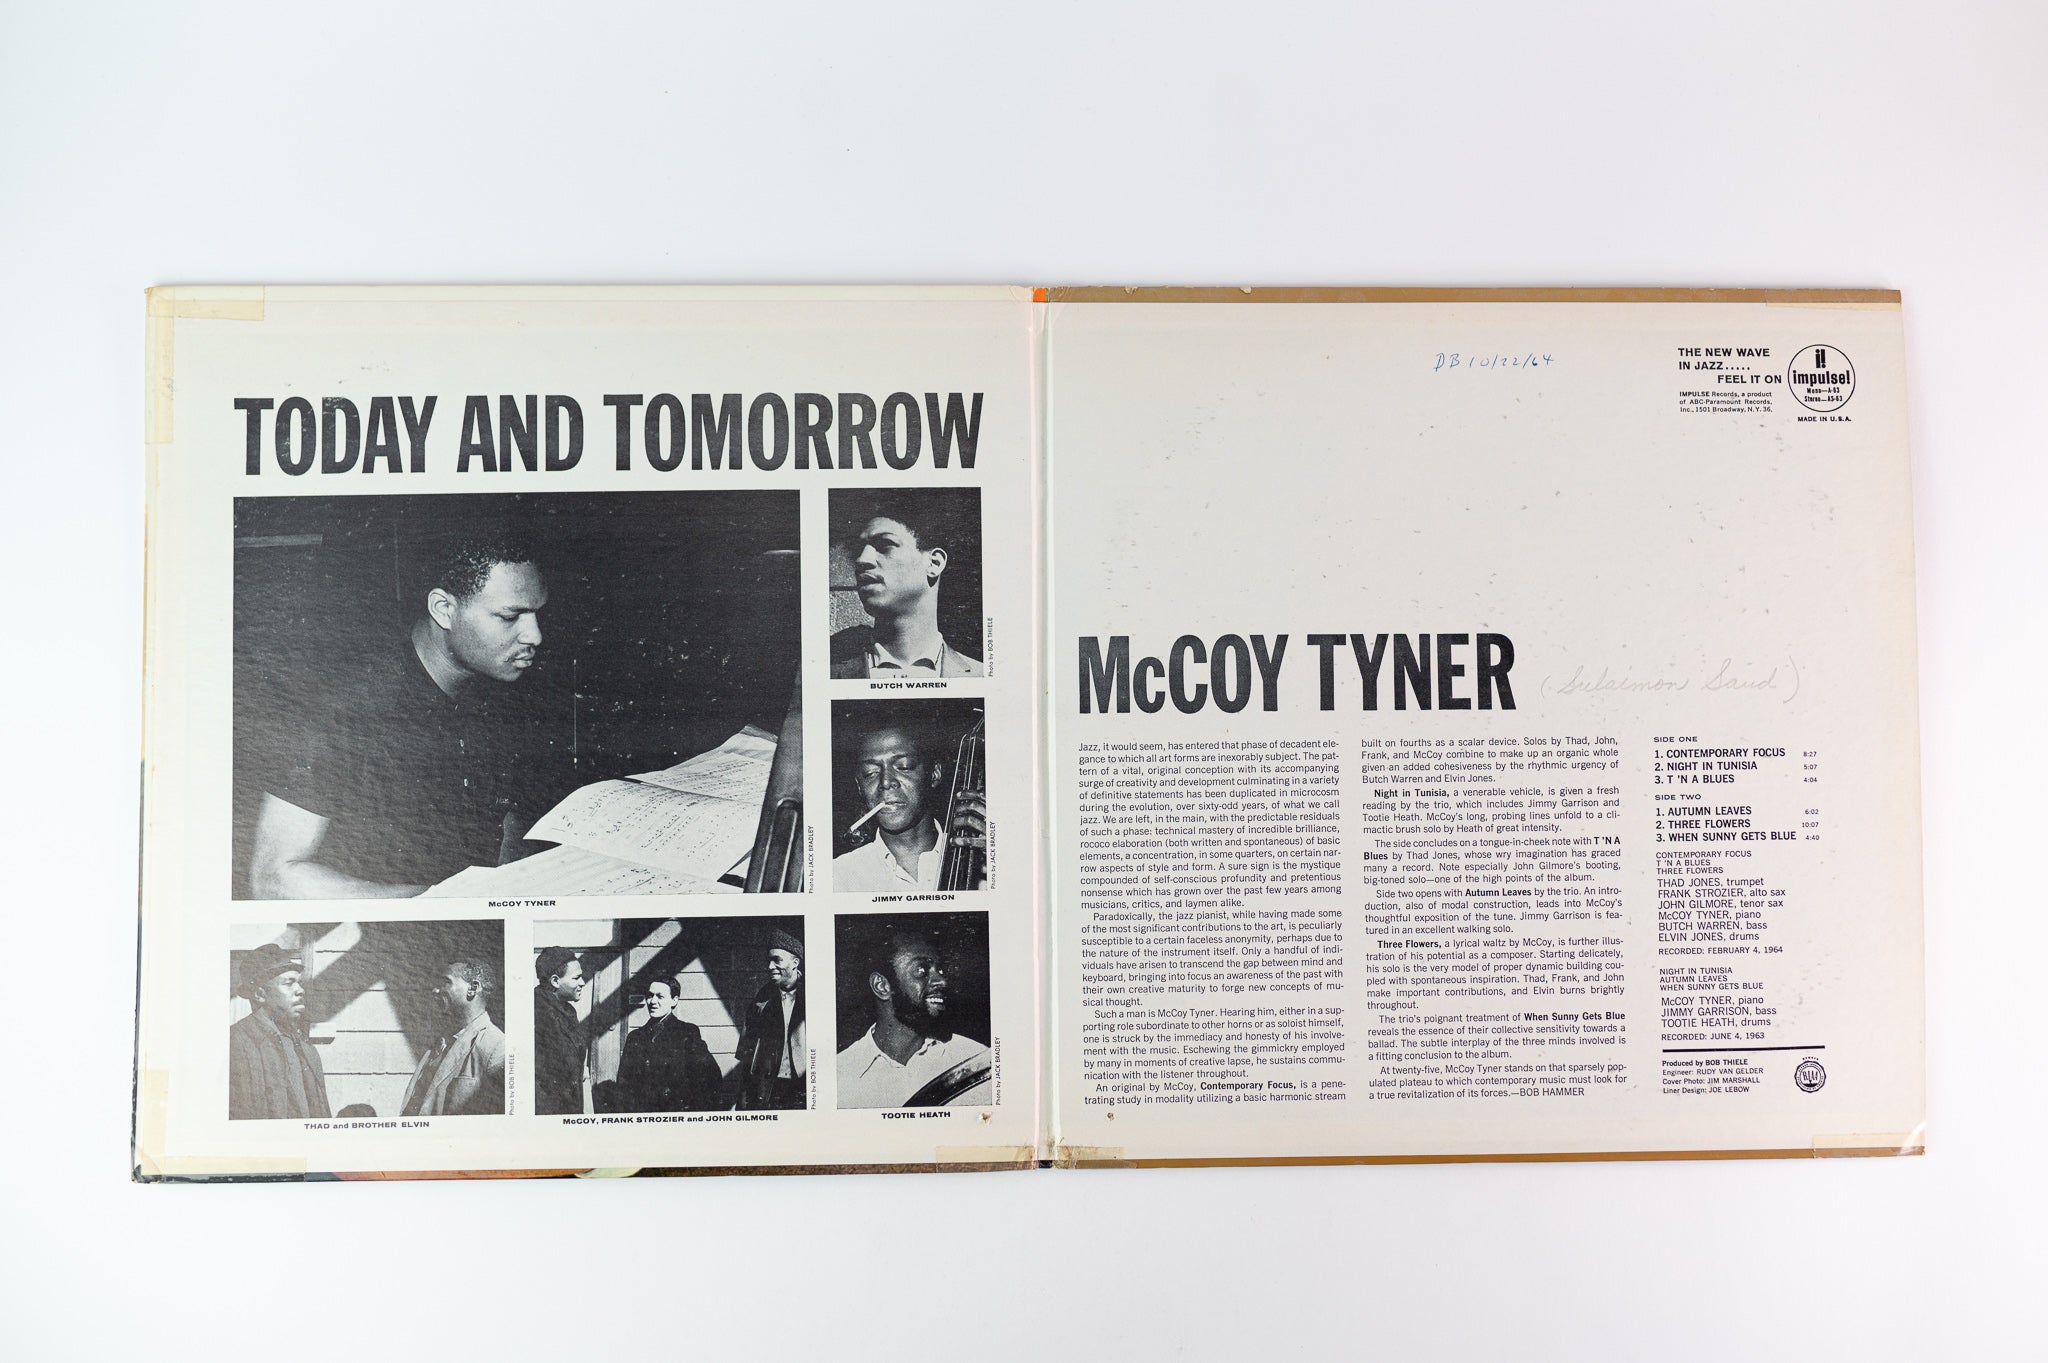 TODAY AND TOMORROW
McCOY TYNER
Photo by JACK BRADLEY
BUTCH WARREN
Photo by BOB THIELE
JIMMY GARRISON
Photo by JACK BRADLEY
THAD and BROTHER ELVIN
Photo by BOB THIELE
McCOY, FRANK STROZIER and JOHN GILMORE
Photo by BOB THIELE
TOOTIE HEATH
Photo by JACK BRADLEY
DB 10/22/64
THE NEW WAVE
IN JAZZ.....
FEEL IT ON
IMPULSE Records, a product
of ABC-Paramount Records,
Inc., 1501 Broadway, N.Y. 36.
i!
impulse!
Mono—A-63
Stereo—AS-63
MADE IN U.S.A.
McCOY TYNER
(Sulaimon Saud)
Jazz, it would seem, has entered that phase of decadent ele-
gance to which all art forms are inexorably subject. The pat-
tern of a vital, original conception with its accompanying
surge of creativity and development culminating in a variety
of definitive statements has been duplicated in microcosm
during the evolution, over sixty-odd years, of what we call
jazz. We are left, in the main, with the predictable residuals
of such a phase: technical mastery of incredible brilliance,
rococo elaboration (both written and spontaneous) of basic
elements, a concentration, in some quarters, on certain nar-
row aspects of style and form. A sure sign is the mystique
compounded of self-conscious profundity and pretentious
nonsense which has grown over the past few years among
musicians, critics, and laymen alike.
Paradoxically, the jazz pianist, while having made some
of the most significant contributions to the art, is peculiarly
susceptible to a certain faceless anonymity, perhaps due to
the nature of the instrument itself. Only a handful of indi-
viduals have arisen to transcend the gap between mind and
keyboard, bringing into focus an awareness of the past with
their own creative maturity to forge new concepts of mu-
sical thought.
Such a man is McCoy Tyner. Hearing him, either in a sup-
porting role subordinate to other horns or as soloist himself,
one is struck by the immediacy and honesty of his involve-
ment with the music. Eschewing the gimmickry employed
by many in moments of creative lapse, he sustains commu-
nication with the listener throughout.
An original by McCoy, Contemporary Focus, is a pene-
trating study in modality utilizing a basic harmonic stream
built on fourths as a scalar device. Solos by Thad, John,
Frank, and McCoy combine to make up an organic whole
given an added cohesiveness by the rhythmic urgency of
Butch Warren and Elvin Jones.
Night in Tunisia, a venerable vehicle, is given a fresh
reading by the trio, which includes Jimmy Garrison and
Tootie Heath. McCoy's long, probing lines unfold to a cli-
mactic brush solo by Heath of great intensity.
The side concludes on a tongue-in-cheek note with T 'N A
Blues by Thad Jones, whose wry imagination has graced
many a record. Note especially John Gilmore's booting,
big-toned solo—one of the high points of the album.
Side two opens with Autumn Leaves by the trio. An intro-
duction, also of modal construction, leads into McCoy's
thoughtful exposition of the tune. Jimmy Garrison is fea-
tured in an excellent walking solo.
Three Flowers, a lyrical waltz by McCoy, is further illus-
tration of his potential as a composer. Starting delicately,
his solo is the very model of proper dynamic building cou-
pled with spontaneous inspiration. Thad, Frank, and John
make important contributions, and Elvin burns brightly
throughout.
The trio's poignant treatment of When Sunny Gets Blue
reveals the essence of their collective sensitivity towards a
ballad. The subtle interplay of the three minds involved is
a fitting conclusion to the album.
At twenty-five, McCoy Tyner stands on that sparsely pop-
ulated plateau to which contemporary music must look for
a true revitalization of its forces.—BOB HAMMER
SIDE ONE
1. CONTEMPORARY FOCUS 8:27
2. NIGHT IN TUNISIA 5:07
3. T 'N A BLUES 4:04
SIDE TWO
1. AUTUMN LEAVES 6:02
2. THREE FLOWERS 10:07
3. WHEN SUNNY GETS BLUE 4:40
CONTEMPORARY FOCUS
T 'N A BLUES
THREE FLOWERS
THAD JONES, trumpet
FRANK STROZIER, alto sax
JOHN GILMORE, tenor sax
McCOY TYNER, piano
BUTCH WARREN, bass
ELVIN JONES, drums
RECORDED: FEBRUARY 4, 1964
NIGHT IN TUNISIA
AUTUMN LEAVES
WHEN SUNNY GETS BLUE
McCOY TYNER, piano
JIMMY GARRISON, bass
TOOTIE HEATH, drums
RECORDED: JUNE 4, 1963
Produced by BOB THIELE
Engineer: RUDY VAN GELDER
Cover Photo: JIM MARSHALL
Liner Design: JOE LEBOW